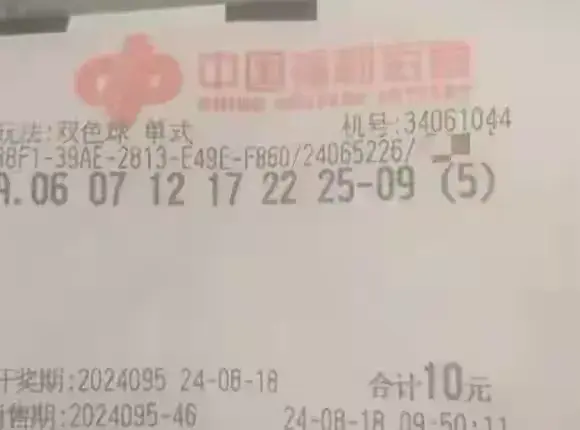 中国福利彩票
CHINA WELFARE LOTTERY
玩法:双色球 单式 机号:34061044
8F1-39AE-2813-E49E-F860/24065226/
A.06 07 12 17 22 25-09 (5)
开奖期:2024095 24-08-18 合计10元
销售期:2024095-46 24-08-18 09:50:11